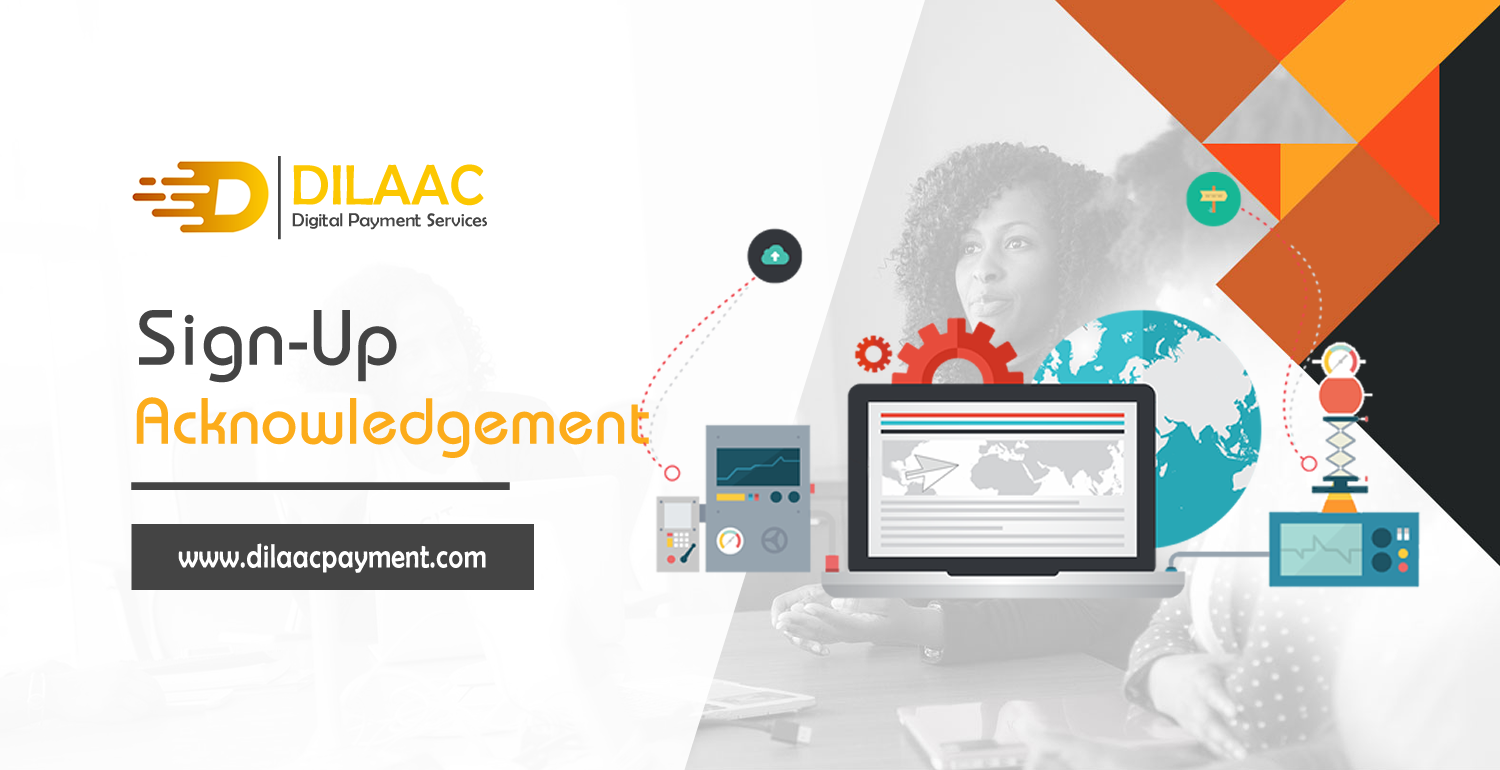 DILAAC
Digital Payment Services
Sign-Up
Acknowledgement
www.dilaacpayment.com